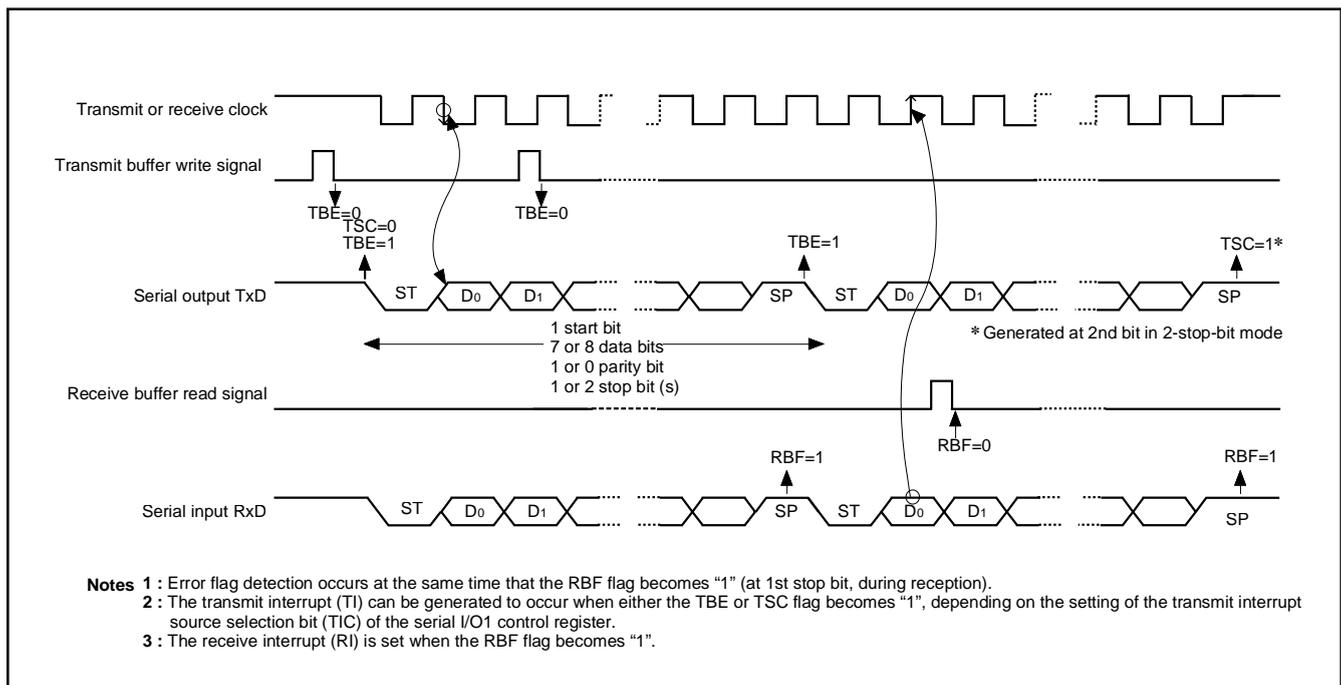 Transmit or receive clock
Transmit buffer write signal
TBE=0
TSC=0
TBE=1
TBE=0
TBE=1
TSC=1*
Serial output TxD
ST
D0
D1
SP
ST
D0
D1
SP
1 start bit
7 or 8 data bits
1 or 0 parity bit
1 or 2 stop bit (s)
* Generated at 2nd bit in 2-stop-bit mode
Receive buffer read signal
RBF=0
RBF=1
RBF=1
Serial input RxD
ST
D0
D1
SP
ST
D0
D1
SP
Notes 1 : Error flag detection occurs at the same time that the RBF flag becomes “1” (at 1st stop bit, during reception).
2 : The transmit interrupt (TI) can be generated to occur when either the TBE or TSC flag becomes “1”, depending on the setting of the transmit interrupt
source selection bit (TIC) of the serial I/O1 control register.
3 : The receive interrupt (RI) is set when the RBF flag becomes “1”.